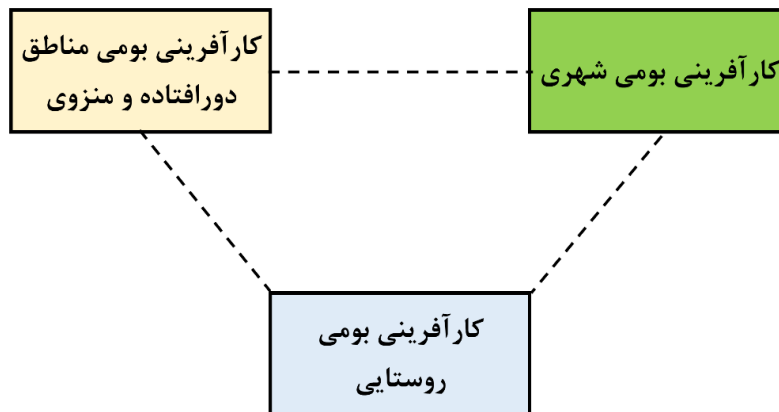 کارآفرینی بومی شهری
کارآفرینی بومی مناطق
دورافتاده و منزوی
کارآفرینی بومی
روستایی